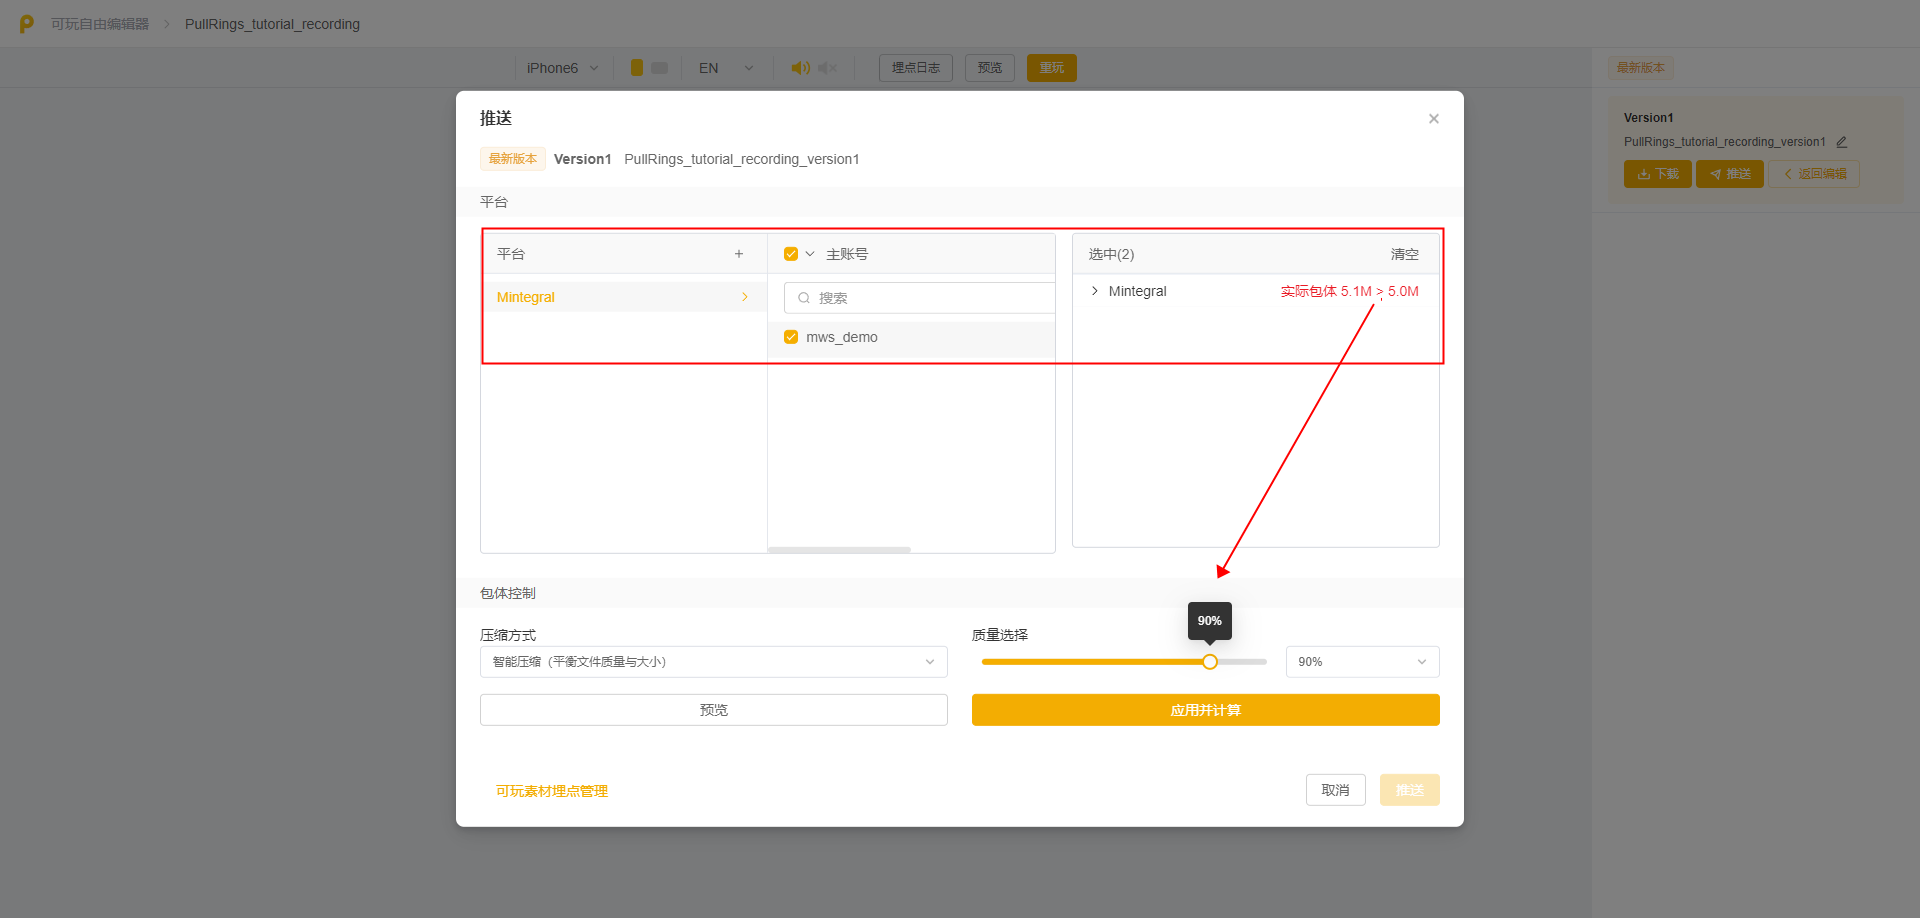 可玩自由编辑器 > PullRings_tutorial_recording
iPhone6 EN 埋点日志 预览 重玩 最新版本
推送
最新版本 Version1 PullRings_tutorial_recording_version1
平台
平台 + 主账号
Mintegral >
搜索
mws_demo
选中(2) 清空
> Mintegral 实际包体 5.1M > 5.0M
包体控制
压缩方式
智能压缩（平衡文件质量与大小）
质量选择
90%
90%
预览 应用并计算
可玩素材埋点管理
取消 推送
Version1
PullRings_tutorial_recording_version1
下载 推送 < 返回编辑